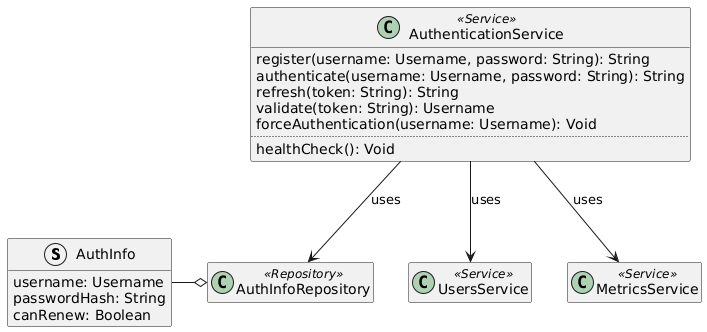 «Service»
C AuthenticationService
register(username: Username, password: String): String
authenticate(username: Username, password: String): String
refresh(token: String): String
validate(token: String): Username
forceAuthentication(username: Username): Void
healthCheck(): Void
uses
uses
uses
S AuthInfo
username: Username
passwordHash: String
canRenew: Boolean
«Repository»
C AuthInfoRepository
«Service»
C UsersService
«Service»
C MetricsService